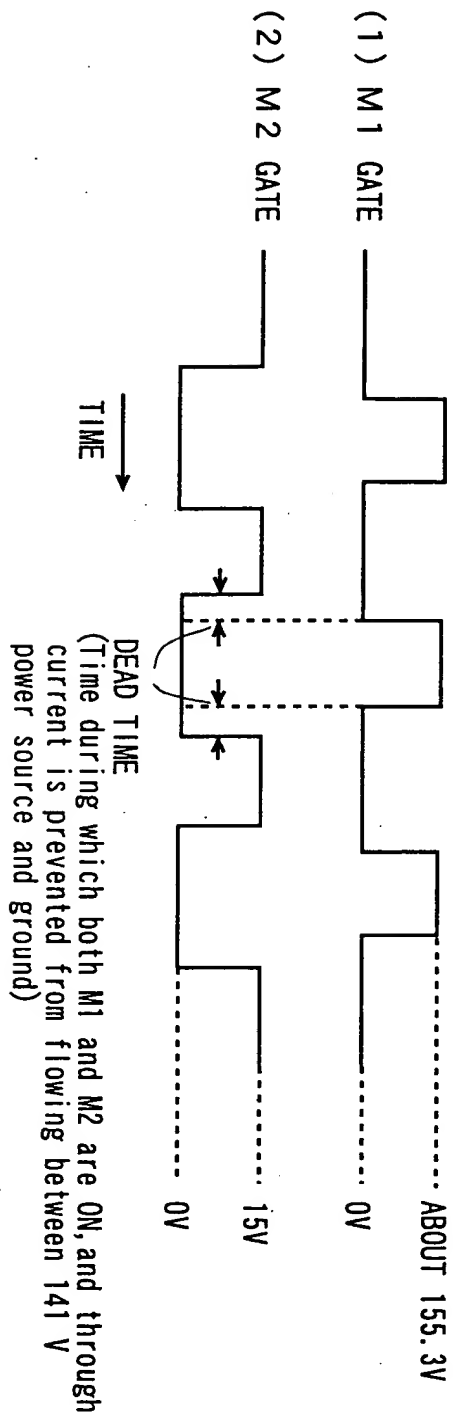 (1) M1 GATE
ABOUT 155.3V
0V
(2) M2 GATE
15V
0V
TIME
DEAD TIME
(Time during which both M1 and M2 are ON, and through
current is prevented from flowing between 141 V
power source and ground)